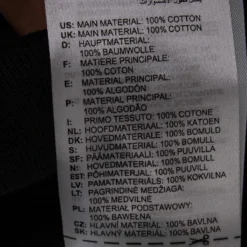 US: MAIN MATERIAL: 100% COTTON
UK: MAIN MATERIAL: 100% COTTON
D: HAUPTMATERIAL:
100% BAUMWOLLE
F: MATIERE PRINCIPALE:
100% COTON
E: MATERIAL PRINCIPAL:
100% ALGODÓN
P: MATERIAL PRINCIPAL:
100% ALGODÃO
I: PRIMO TESSUTO: 100% COTONE
NL: HOOFDMATERIAAL: 100% KATOEN
DK: HOVEDMATERIALE: 100% BOMULD
S: HUVUDMATERIAL: 100% BOMULL
SF: PÄÄMATERIAALI: 100% PUUVILLA
N: HOVEDMATERIALE: 100% BOMULL
EST: PÕHIMATERJAL: 100% PUUVILL
LV: PAMATMATERIĀLS: 100% KOKVILNA
LT: PAGRINDINĖ MEDŽIAGA:
100% MEDVILNĖ
PL: MATERIAŁ PODSTAWOWY:
100% BAWEŁNA
CZ: HLAVNÍ MATERIÁL: 100% BAVLNA
SK: HLAVNÝ MATERIÁL: 100% BAVLNA